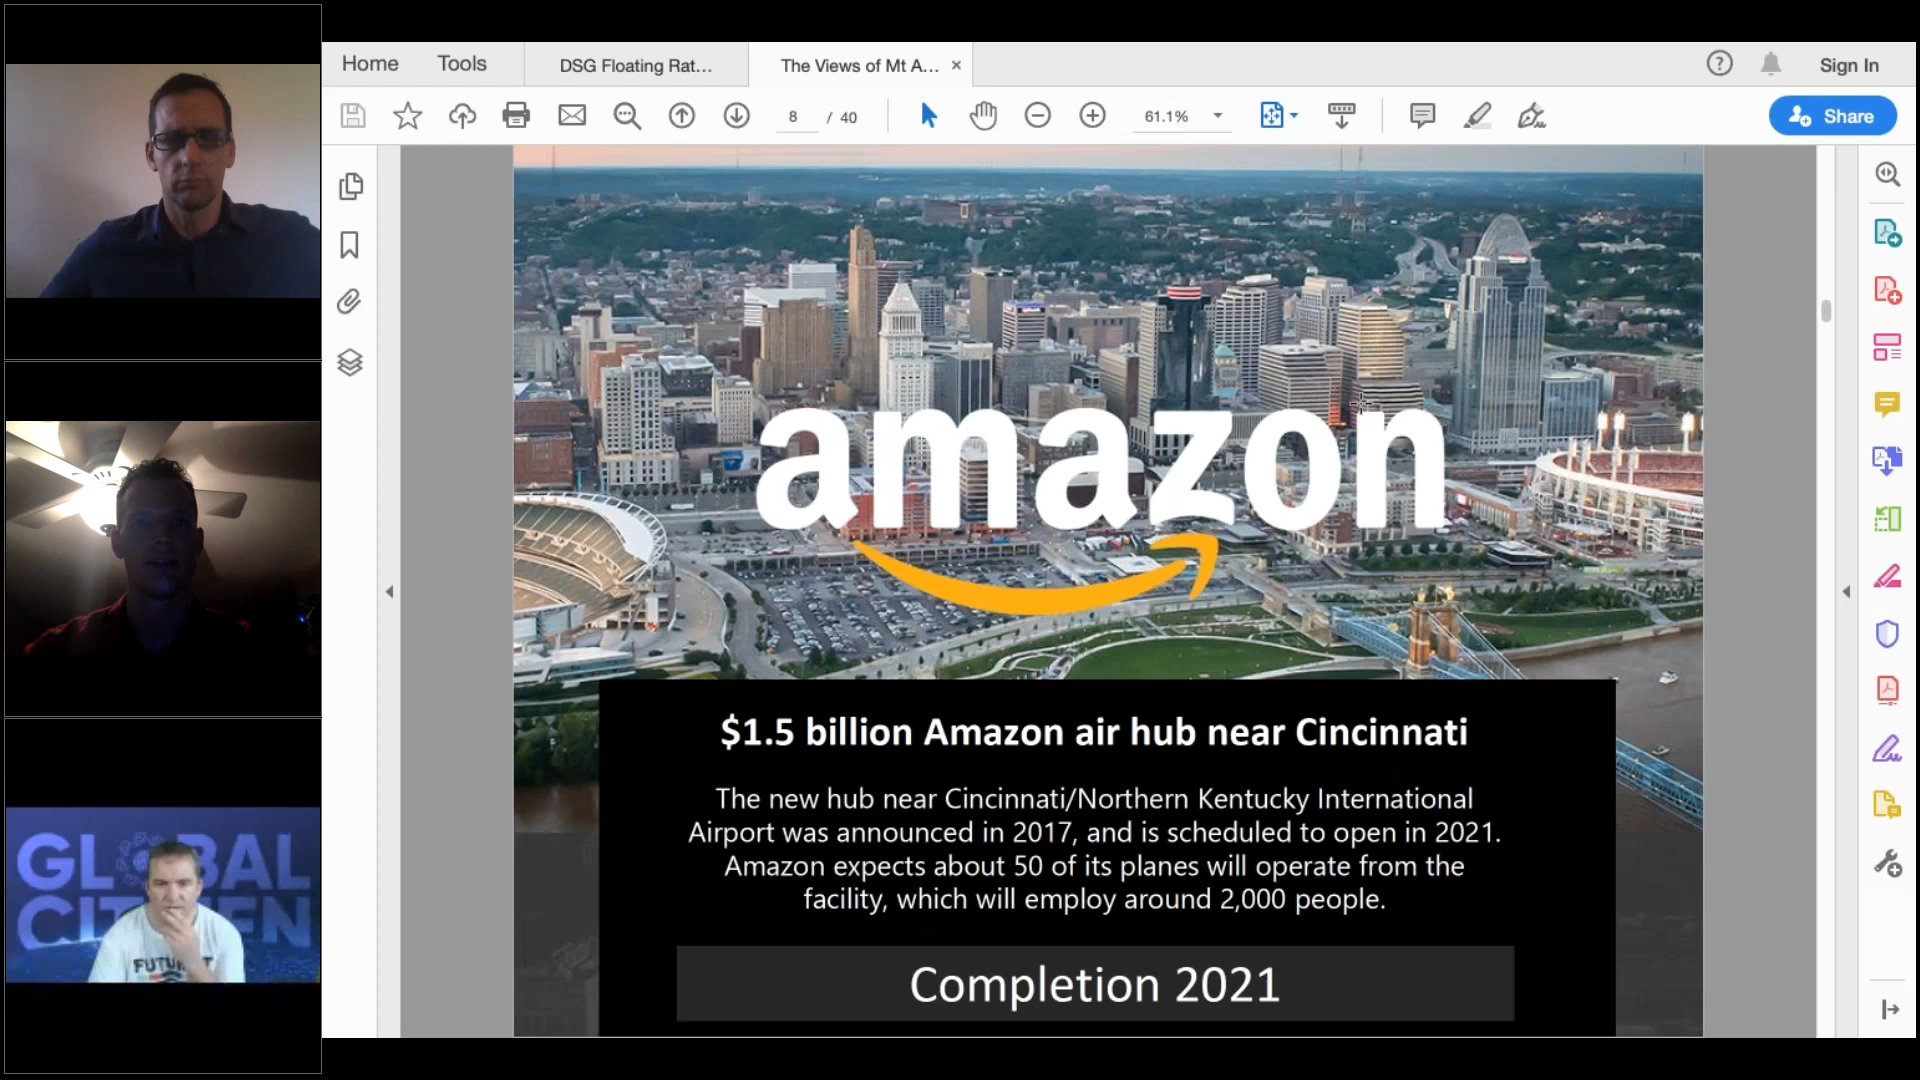 Home
Tools
DSG Floating Rat...
The Views of Mt A...
Sign In
8 / 40
61.1%
Share
amazon
$1.5 billion Amazon air hub near Cincinnati
The new hub near Cincinnati/Northern Kentucky International
Airport was announced in 2017, and is scheduled to open in 2021.
Amazon expects about 50 of its planes will operate from the
facility, which will employ around 2,000 people.
Completion 2021